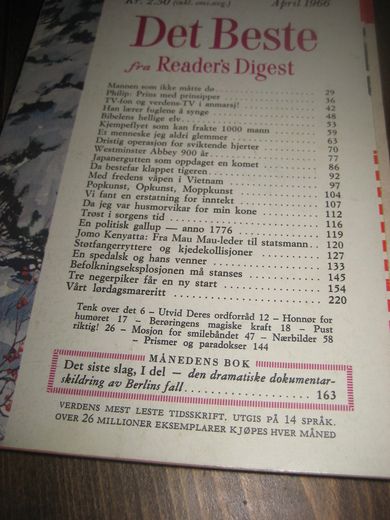 Kr. 2.50 (inkl. oms.avg.) April 1966
Det Beste
fra Reader's Digest
Mannen som ikke måtte dø 29
Philip: Prins med prinsipper 36
TV-fon og verdens-TV i anmarsj! 42
Han lærer fuglene å synge 48
Bibelens hellige elv 53
Kjempeflyet som kan frakte 1000 mann 59
Et menneske jeg aldri glemmer 63
Dristig operasjon for sviktende hjerter 70
Westminster Abbey 900 år 77
Japanergutten som oppdaget en komet 86
Da bestefar klappet tigeren 92
Med fredens våpen i Vietnam 97
Popkunst, Opkunst, Moppkunst 104
Vi fant en erstatning for inntekt 107
Da jeg var husmorvikar for min kone 112
Trøst i sorgens tid 116
En politisk gallup — anno 1776 119
Jomo Kenyatta: Fra Mau Mau-leder til statsmann 120
Støtfangerryttere og kjedekollisjoner 127
En spedalsk og hans venner 133
Befolkningseksplosjonen må stanses 145
Tre negerpiker får en ny start 154
Vårt lørdagsmareritt 220
Tenk over det 6 – Utvid Deres ordforråd 12 – Honnør for
humøret 17 – Berøringens magiske kraft 18 – Pust
riktig! 26 – Mosjon for smilebåndet 47 – Nærbilder 58
– Prismer og paradokser 144
MÅNEDENS BOK
Det siste slag, I del — den dramatiske dokumentar-
skildring av Berlins fall 163
VERDENS MEST LESTE TIDSSKRIFT. UTGIS PÅ 14 SPRÅK.
OVER 26 MILLIONER EKSEMPLARER KJØPES HVER MÅNED